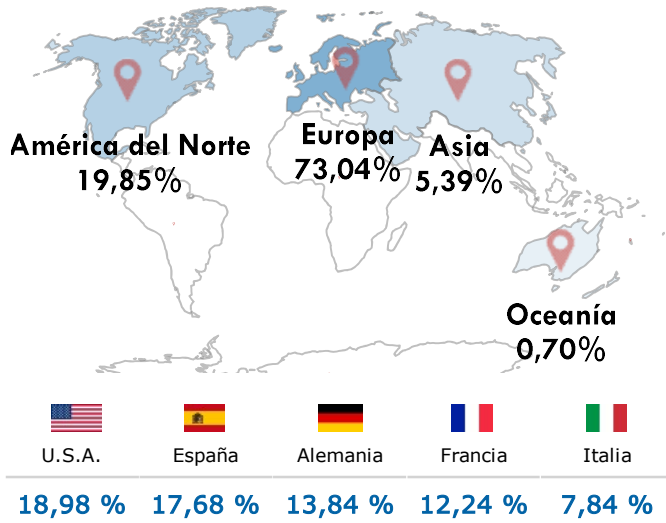 América del Norte
19,85%
Europa
73,04%
Asia
5,39%
Oceanía
0,70%
U.S.A. España Alemania Francia Italia
18,98 % 17,68 % 13,84 % 12,24 % 7,84 %